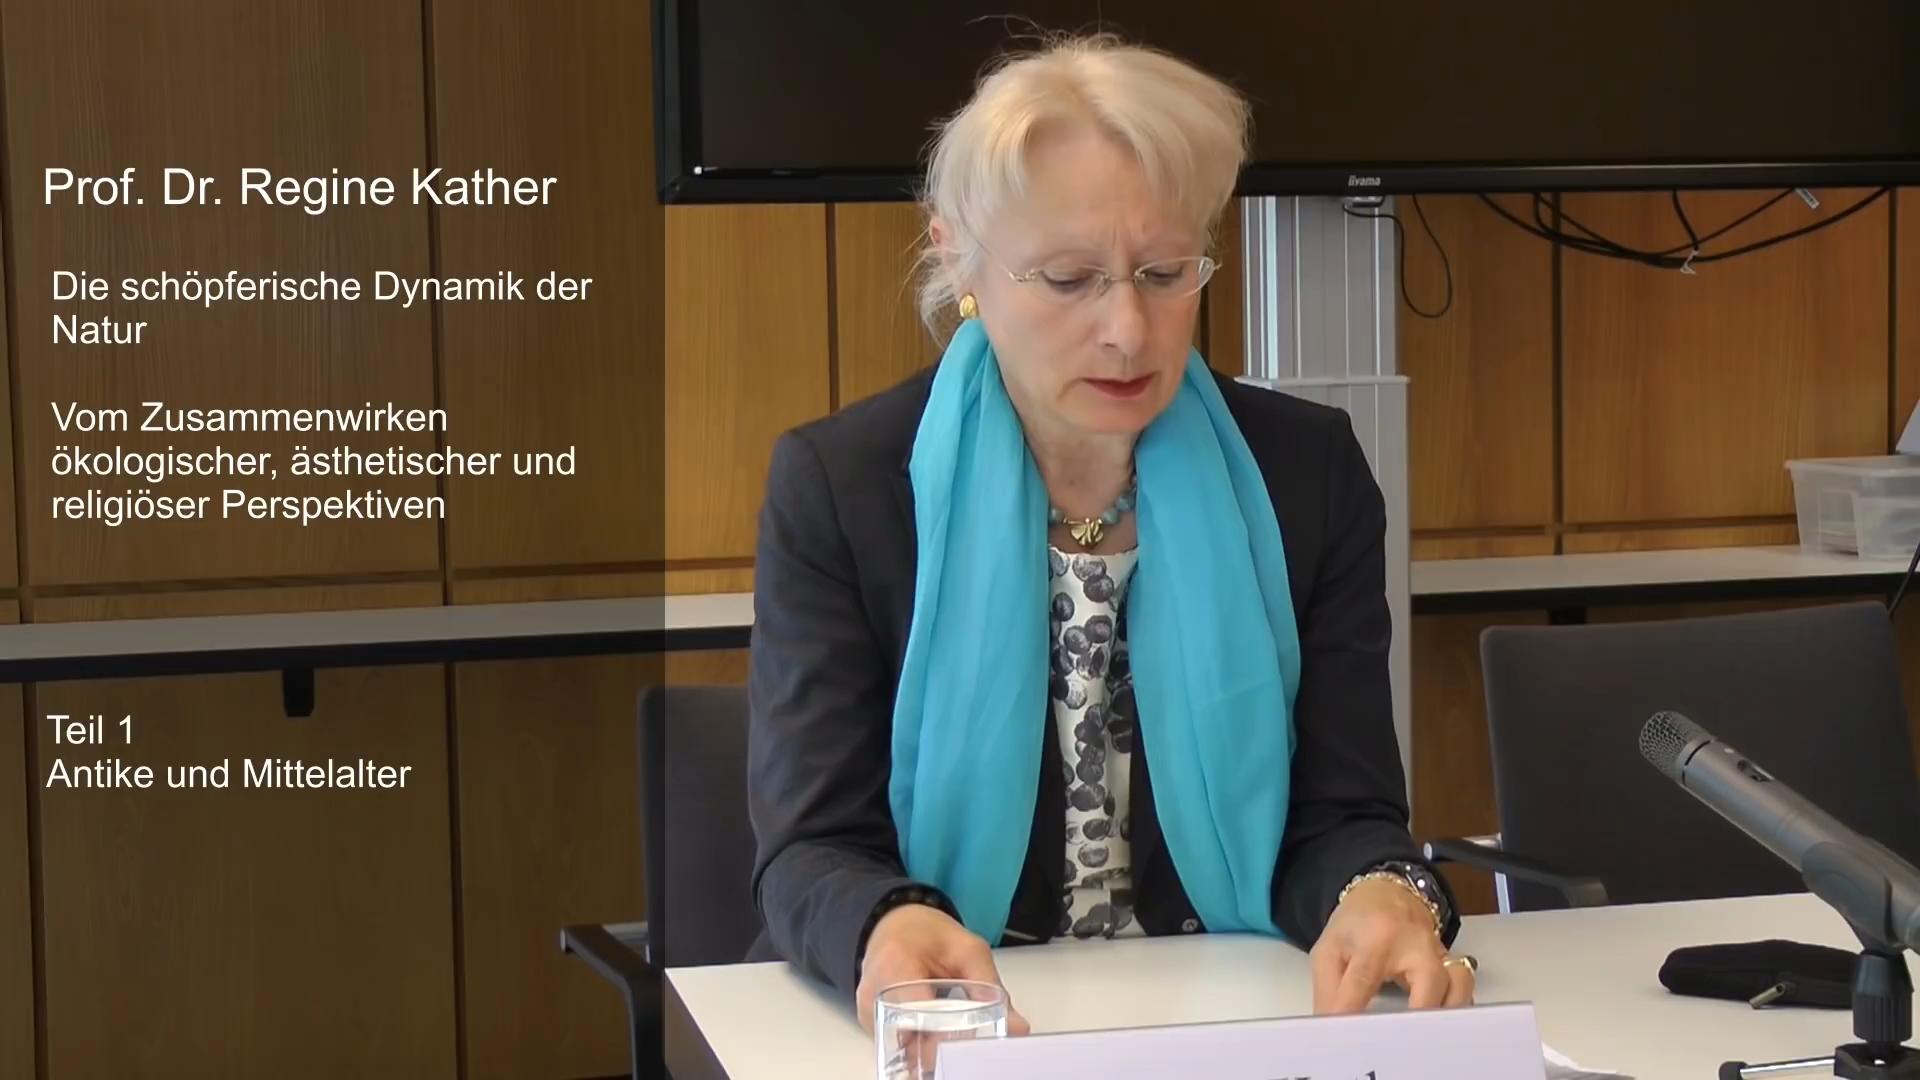 Prof. Dr. Regine Kather
Die schöpferische Dynamik der
Natur
Vom Zusammenwirken
ökologischer, ästhetischer und
religiöser Perspektiven
Teil 1
Antike und Mittelalter
iiyama